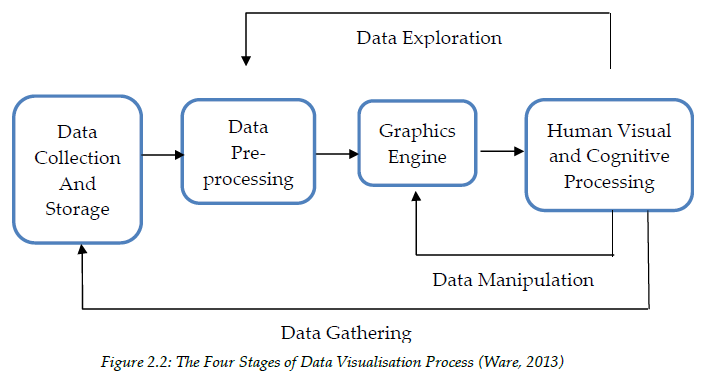 Data Exploration
Data
Collection
And
Storage
Data
Pre-
processing
Graphics
Engine
Human Visual
and Cognitive
Processing
Data Manipulation
Data Gathering
Figure 2.2: The Four Stages of Data Visualisation Process (Ware, 2013)